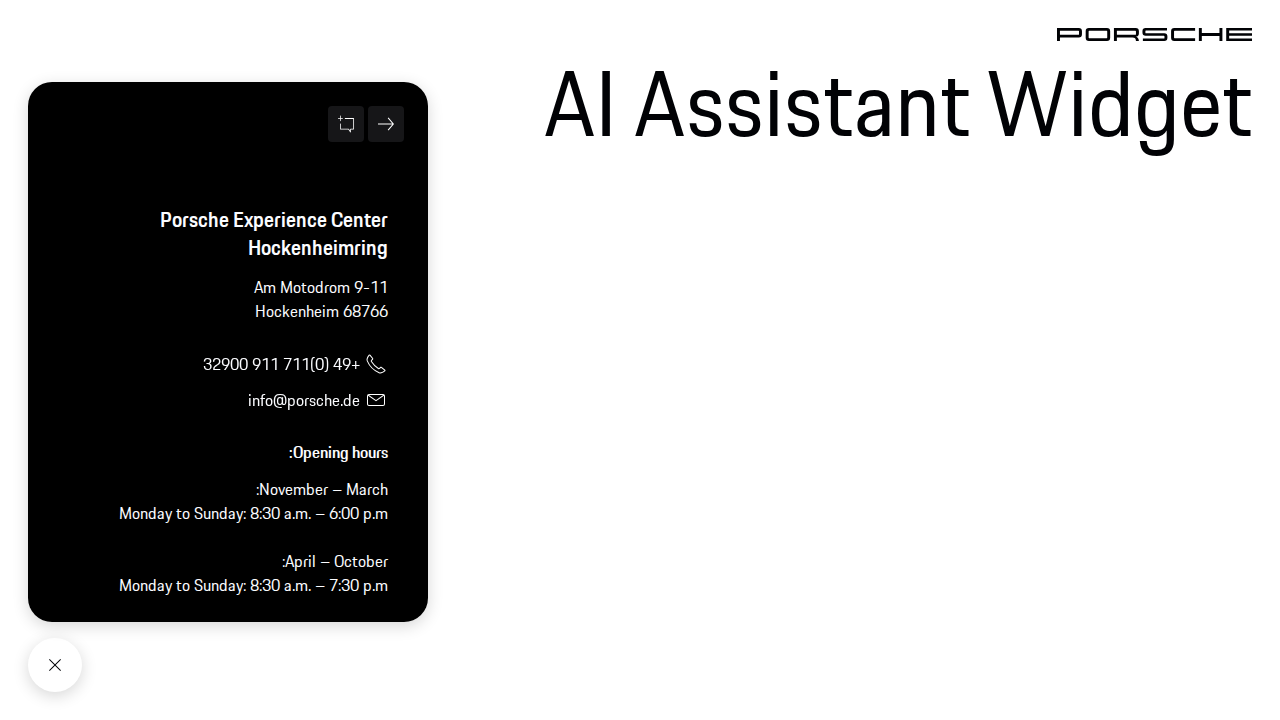 PORSCHE
AI Assistant Widget
Porsche Experience Center
Hockenheimring
Am Motodrom 9-11
Hockenheim 68766
32900 911 711(0) 49+
info@porsche.de
:Opening hours
:November – March
Monday to Sunday: 8:30 a.m. – 6:00 p.m
:April – October
Monday to Sunday: 8:30 a.m. – 7:30 p.m